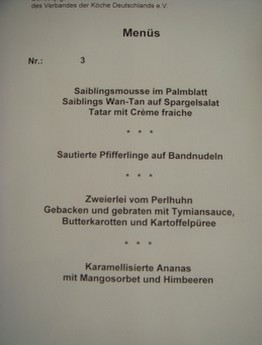 des Verbandes der Köche Deutschlands e.V.
Menüs
Nr.: 3
Saiblingsmousse im Palmblatt
Saiblings Wan-Tan auf Spargelsalat
Tatar mit Crème fraiche
* * *
Sautierte Pfifferlinge auf Bandnudeln
* * *
Zweierlei vom Perlhuhn
Gebacken und gebraten mit Tymiansauce,
Butterkarotten und Kartoffelpüree
* * *
Karamellisierte Ananas
mit Mangosorbet und Himbeeren